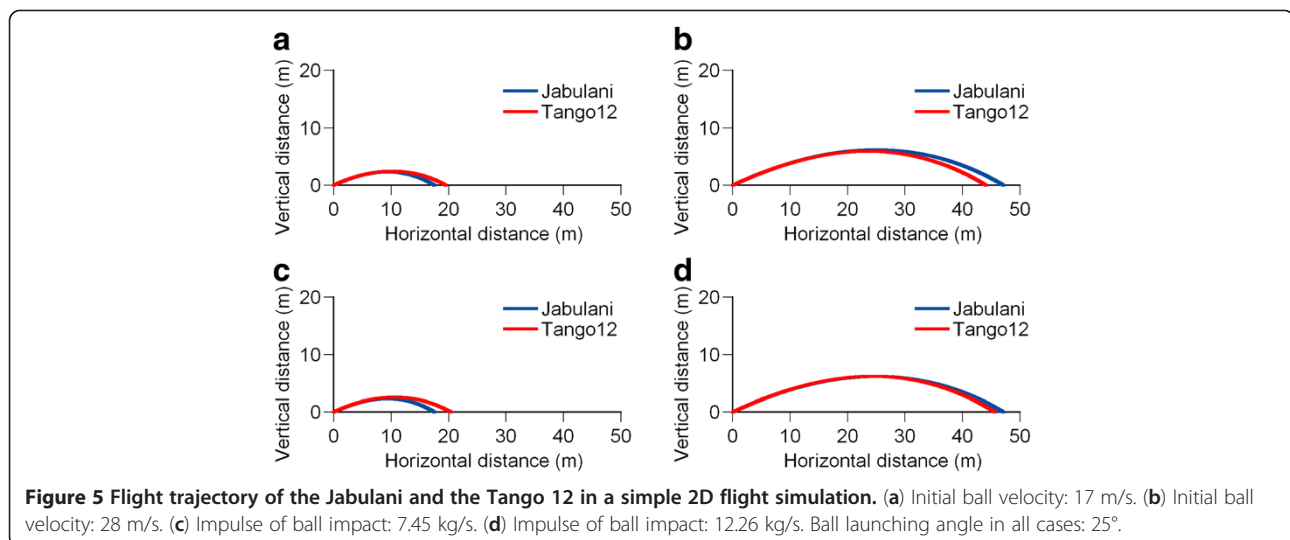 a
20
10
0
Vertical distance (m)
Jabulani
Tango12
0 10 20 30 40 50
Horizontal distance (m)
b
20
10
0
Vertical distance (m)
Jabulani
Tango12
0 10 20 30 40 50
Horizontal distance (m)
c
20
10
0
Vertical distance (m)
Jabulani
Tango12
0 10 20 30 40 50
Horizontal distance (m)
d
20
10
0
Vertical distance (m)
Jabulani
Tango12
0 10 20 30 40 50
Horizontal distance (m)
Figure 5 Flight trajectory of the Jabulani and the Tango 12 in a simple 2D flight simulation. (a) Initial ball velocity: 17 m/s. (b) Initial ball
velocity: 28 m/s. (c) Impulse of ball impact: 7.45 kg/s. (d) Impulse of ball impact: 12.26 kg/s. Ball launching angle in all cases: 25°.